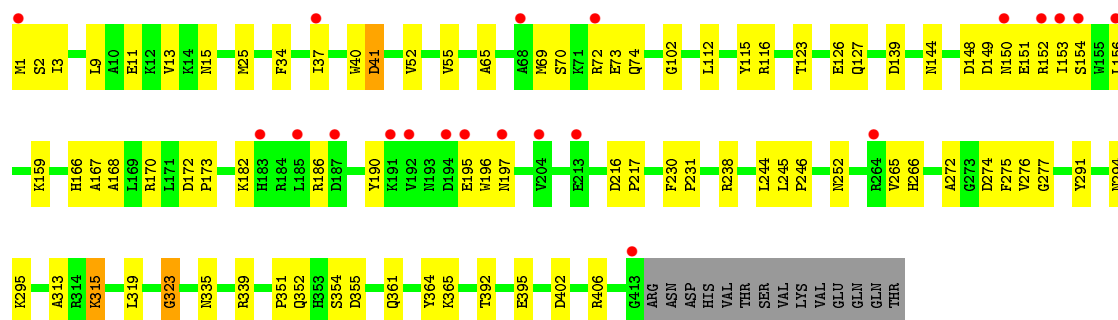 M1 S2 I3 L9 A10 E11 K12 V13 K14 N15 M25 F34 I37 W40 D41 V52 V55 A65 A68 M69 S70 K71 R72 E73 Q74 G102 L112 Y115 R116 T123 E126 Q127 D139 N144 D148 D149 N150 E151 R152 I153 S154 W155
K159 H166 A167 A168 L169 R170 L171 D172 P173 K182 H183 R184 L185 R186 D187 Y190 K191 V192 N193 D194 E195 W196 N197 V204 E213 D216 P217 F230 P231 R238 L244 L245 P246 N252 R264 V265 H266 A272 G273 D274 F275 V276 G277 Y291
K295 A313 R314 K315 L319 G323 N335 R339 P351 Q352 H353 S354 D355 Q361 Y364 K365 T392 E395 D402 R406 G413 ARG ASN ASP HIS VAL THR SER VAL LYS VAL GLU GLN GLN THR